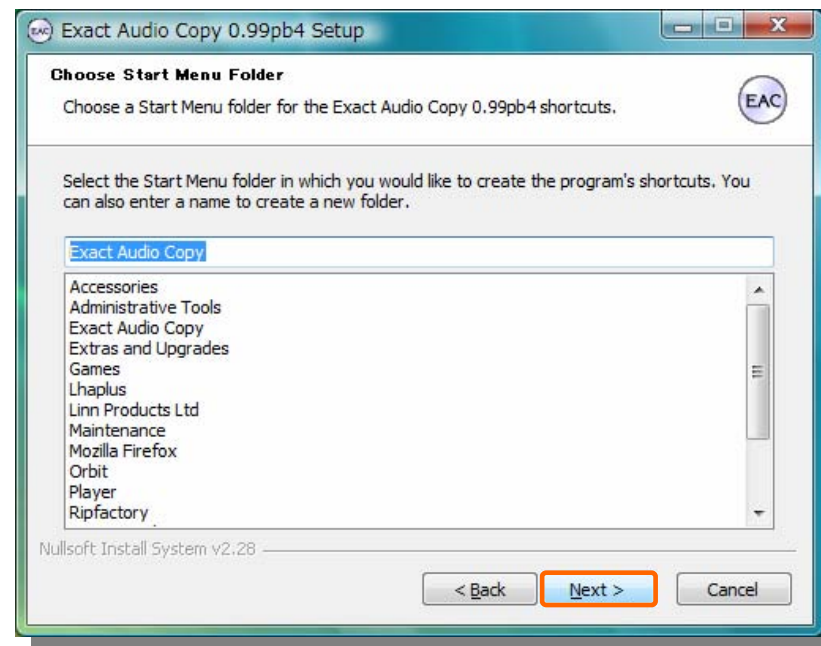 EAC Exact Audio Copy 0.99pb4 Setup
Choose Start Menu Folder
Choose a Start Menu folder for the Exact Audio Copy 0.99pb4 shortcuts.
EAC
Select the Start Menu folder in which you would like to create the program's shortcuts. You
can also enter a name to create a new folder.
Exact Audio Copy
Accessories
Administrative Tools
Exact Audio Copy
Extras and Upgrades
Games
Lhaplus
Linn Products Ltd
Maintenance
Mozilla Firefox
Orbit
Player
Ripfactory
Nullsoft Install System v2.28
< Back
Next >
Cancel